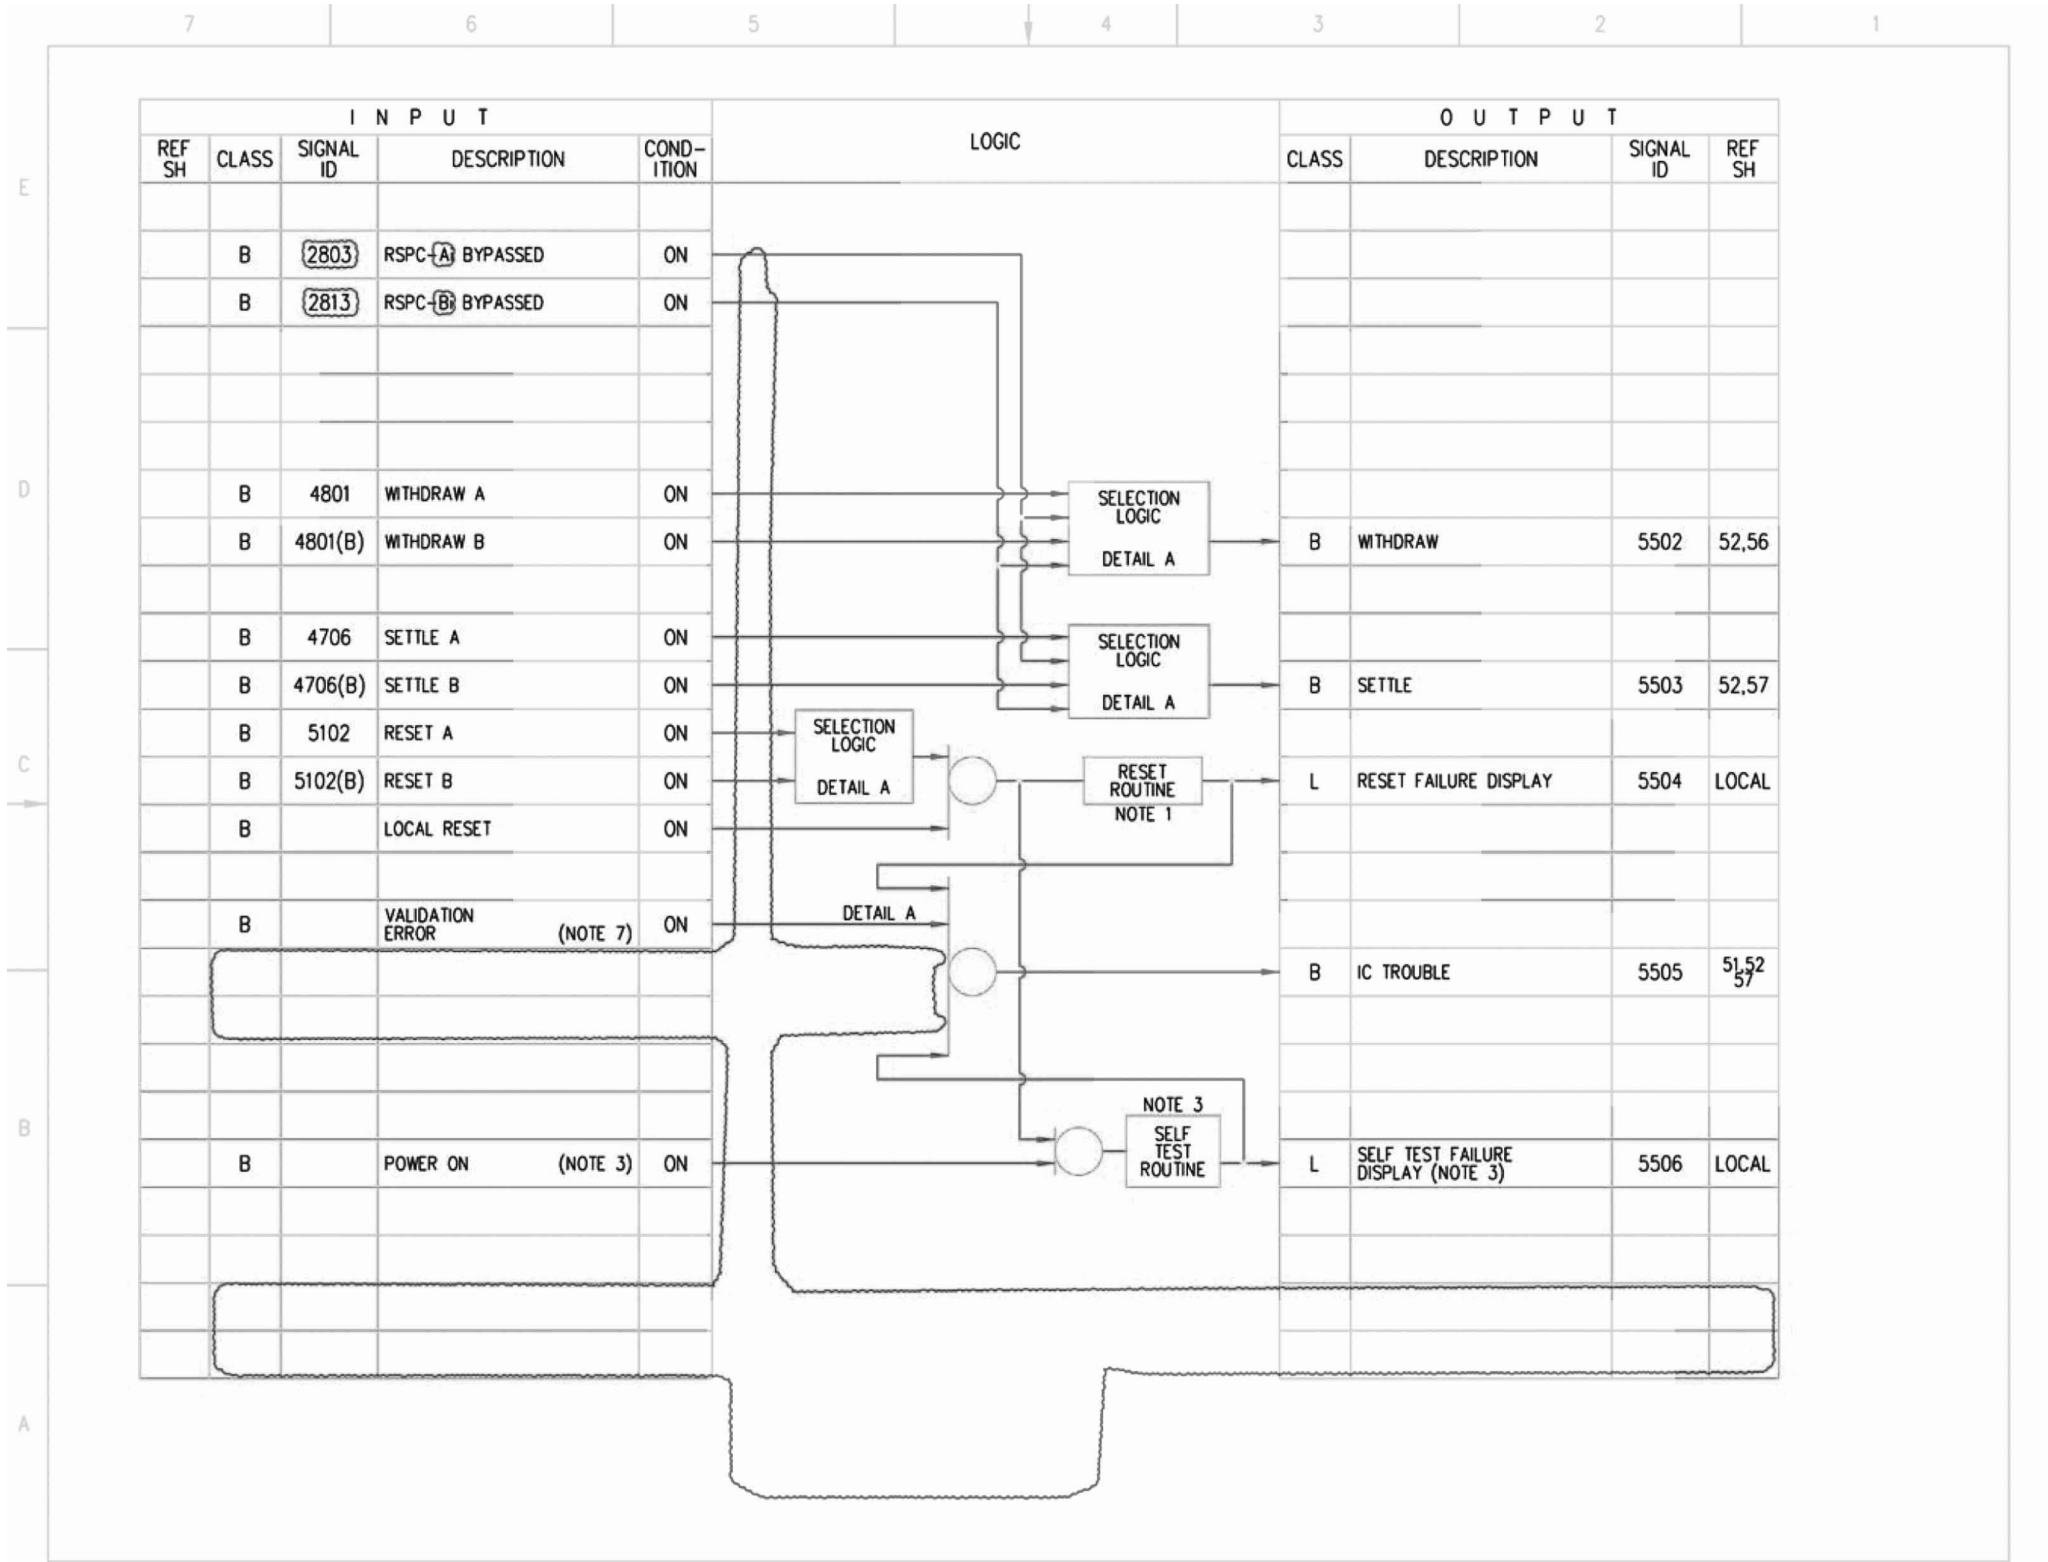 7 6 5 4 3 2 1
I N P U T
LOGIC
O U T P U T
REF SH CLASS SIGNAL ID DESCRIPTION COND-ITION
CLASS DESCRIPTION SIGNAL ID REF SH
E
B 2803 RSPC-A BYPASSED ON
B 2813 RSPC-B BYPASSED ON
D
B 4801 WITHDRAW A ON
SELECTION
LOGIC
DETAIL A
B 4801(B) WITHDRAW B ON
B WITHDRAW 5502 52,56
B 4706 SETTLE A ON
SELECTION
LOGIC
DETAIL A
B 4706(B) SETTLE B ON
B SETTLE 5503 52,57
B 5102 RESET A ON
SELECTION
LOGIC
DETAIL A
C
B 5102(B) RESET B ON
RESET
ROUTINE
NOTE 1
L RESET FAILURE DISPLAY 5504 LOCAL
B LOCAL RESET ON
B VALIDATION
ERROR (NOTE 7) ON
DETAIL A
B IC TROUBLE 5505 51,52
57
B
NOTE 3
SELF
TEST
ROUTINE
B POWER ON (NOTE 3) ON
L SELF TEST FAILURE
DISPLAY (NOTE 3) 5506 LOCAL
A